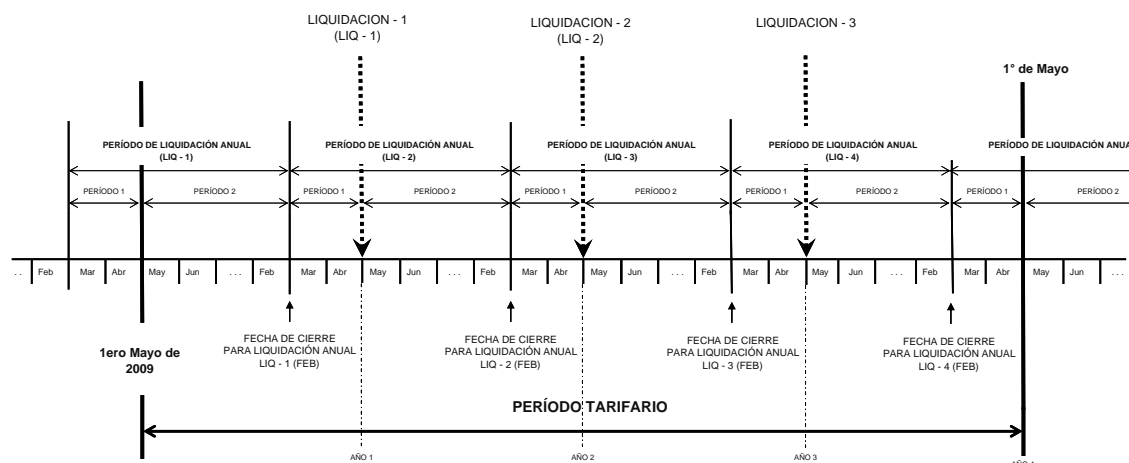 LIQUIDACION - 1
(LIQ - 1)
LIQUIDACION - 2
(LIQ - 2)
LIQUIDACION - 3
1° de Mayo
PERÍODO DE LIQUIDACIÓN ANUAL
(LIQ - 1)
PERÍODO DE LIQUIDACIÓN ANUAL
(LIQ - 2)
PERÍODO DE LIQUIDACIÓN ANUAL
(LIQ - 3)
PERÍODO DE LIQUIDACIÓN ANUAL
(LIQ - 4)
PERÍODO DE LIQUIDACIÓN ANUA
PERÍODO 1 PERÍODO 2 PERÍODO 1 PERÍODO 2 PERÍODO 1 PERÍODO 2 PERÍODO 1 PERÍODO 2 PERÍODO 1 PERÍODO 2
. . Feb Mar Abr May Jun . . . Feb Mar Abr May Jun . . . Feb Mar Abr May Jun . . . Feb Mar Abr May Jun . . . Feb Mar Abr May Jun . . .
1ero Mayo de
2009
FECHA DE CIERRE
PARA LIQUIDACIÓN ANUAL
LIQ - 1 (FEB)
FECHA DE CIERRE
PARA LIQUIDACIÓN ANUAL
LIQ - 2 (FEB)
FECHA DE CIERRE
PARA LIQUIDACIÓN ANUAL
LIQ - 3 (FEB)
FECHA DE CIERRE
PARA LIQUIDACIÓN ANUAL
LIQ - 4 (FEB)
PERÍODO TARIFARIO
AÑO 1 AÑO 2 AÑO 3